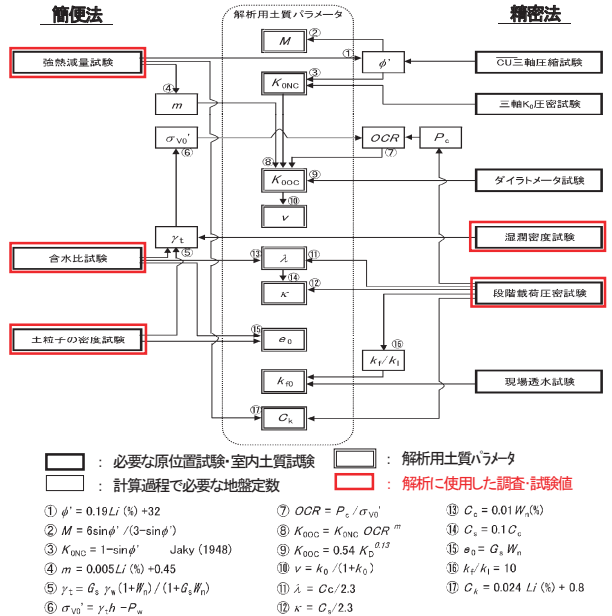 簡便法
解析用土質パラメータ
精密法
強熱減量試験
M
②
①
φ'
CU三軸圧縮試験
③
K0NC
三軸K0圧密試験
④
m
σV0'
⑥
OCR
⑦
Pc
⑧
K0OC
⑨
ダイラトメータ試験
⑩
ν
γt
⑤
湿潤密度試験
含水比試験
⑬
λ
⑪
⑭
κ
⑫
段階載荷圧密試験
土粒子の密度試験
⑮
e0
⑯
kf/kl
kf0
現場透水試験
⑰
Ck
： 必要な原位置試験・室内土質試験
： 解析用土質パラメータ
： 計算過程で必要な地盤定数
： 解析に使用した調査・試験値
① φ' = 0.19Li (%) +32
② M = 6sinφ' /(3-sinφ')
③ K0NC = 1-sinφ' Jaky (1948)
④ m = 0.005Li (%) +0.45
⑤ γt = Gs γw(1+Wn)/(1+GsWn)
⑥ σV0' = γth -Pw
⑦ OCR = Pc /σV0'
⑧ K0OC = K0NC OCR m
⑨ K0OC = 0.54 KD 0.13
⑩ ν = k0 /(1+k0)
⑪ λ = Cc/2.3
⑫ κ = Cs/2.3
⑬ Cc = 0.01Wn(%)
⑭ Cs = 0.1Cc
⑮ e0 = Gs Wn
⑯ kf/kl = 10
⑰ Ck = 0.024 Li (%) + 0.8